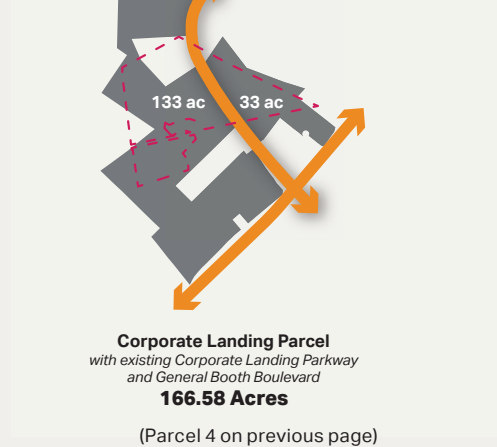 133 ac
33 ac
Corporate Landing Parcel
with existing Corporate Landing Parkway
and General Booth Boulevard
166.58 Acres
(Parcel 4 on previous page)